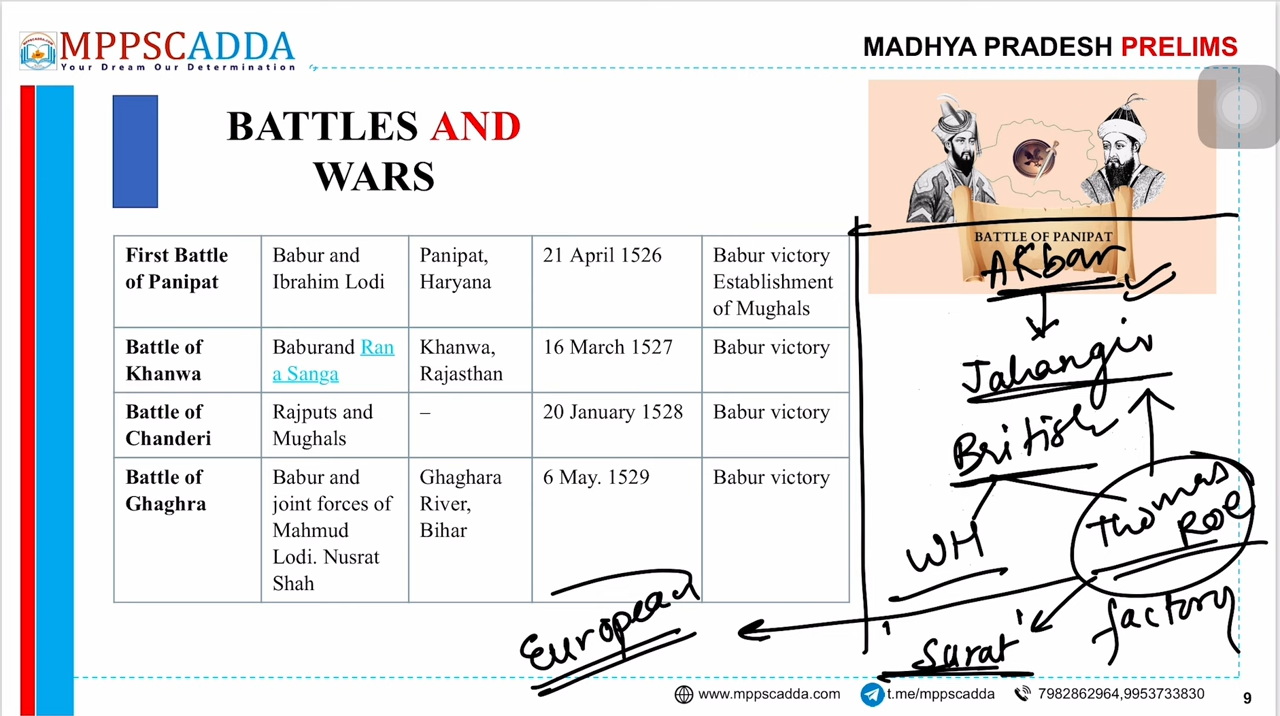 MPPSCADDA
Your Dream Our Determination
MADHYA PRADESH PRELIMS
BATTLES AND
WARS
BATTLE OF PANIPAT
First Battle
of Panipat
Babur and
Ibrahim Lodi
Panipat,
Haryana
21 April 1526
Babur victory
Establishment
of Mughals
Battle of
Khanwa
Baburand Ran
a Sanga
Khanwa,
Rajasthan
16 March 1527
Babur victory
Battle of
Chanderi
Rajputs and
Mughals
–
20 January 1528
Babur victory
Battle of
Ghaghra
Babur and
joint forces of
Mahmud
Lodi. Nusrat
Shah
Ghaghara
River,
Bihar
6 May. 1529
Babur victory
Akbar
Jahangir
British
WH
Thomas
Roe
factory
'Surat'
European
www.mppscadda.com
t.me/mppscadda
7982862964,9953733830
9